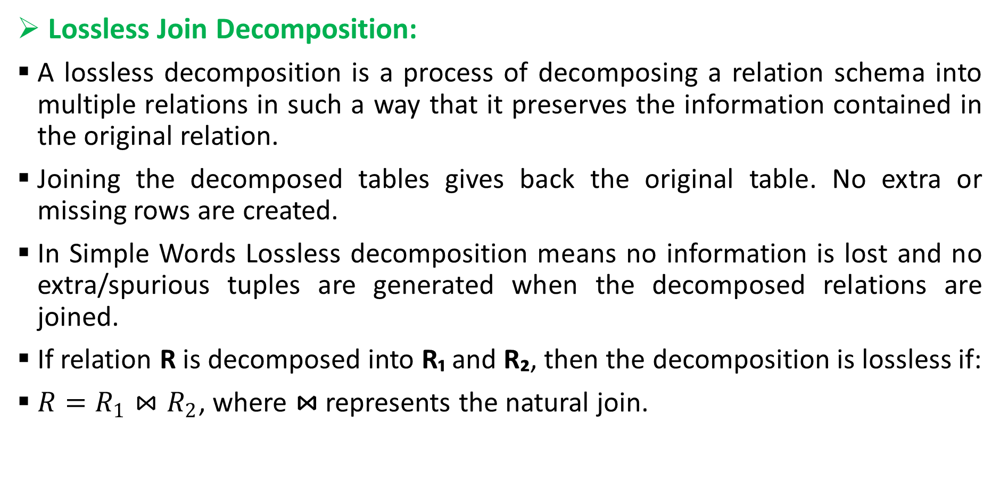 ➢ Lossless Join Decomposition:
▪ A lossless decomposition is a process of decomposing a relation schema into
multiple relations in such a way that it preserves the information contained in
the original relation.
▪ Joining the decomposed tables gives back the original table. No extra or
missing rows are created.
▪ In Simple Words Lossless decomposition means no information is lost and no
extra/spurious tuples are generated when the decomposed relations are
joined.
▪ If relation R is decomposed into R₁ and R₂, then the decomposition is lossless if:
▪ 𝑅 = 𝑅₁ ⋈ 𝑅₂, where ⋈ represents the natural join.